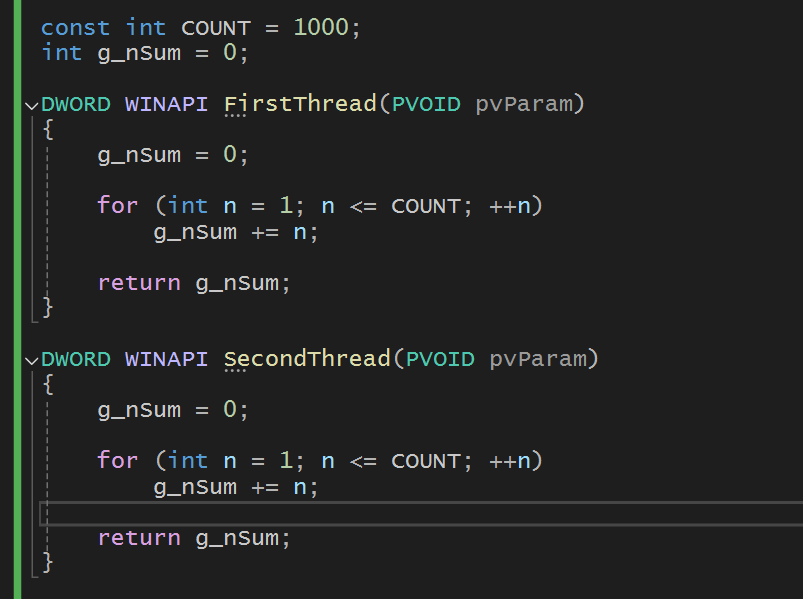 const int COUNT = 1000;
int g_nSum = 0;
DWORD WINAPI FirstThread(PVOID pvParam)
{
g_nSum = 0;
for (int n = 1; n <= COUNT; ++n)
g_nSum += n;
return g_nSum;
}
DWORD WINAPI SecondThread(PVOID pvParam)
{
g_nSum = 0;
for (int n = 1; n <= COUNT; ++n)
g_nSum += n;
return g_nSum;
}